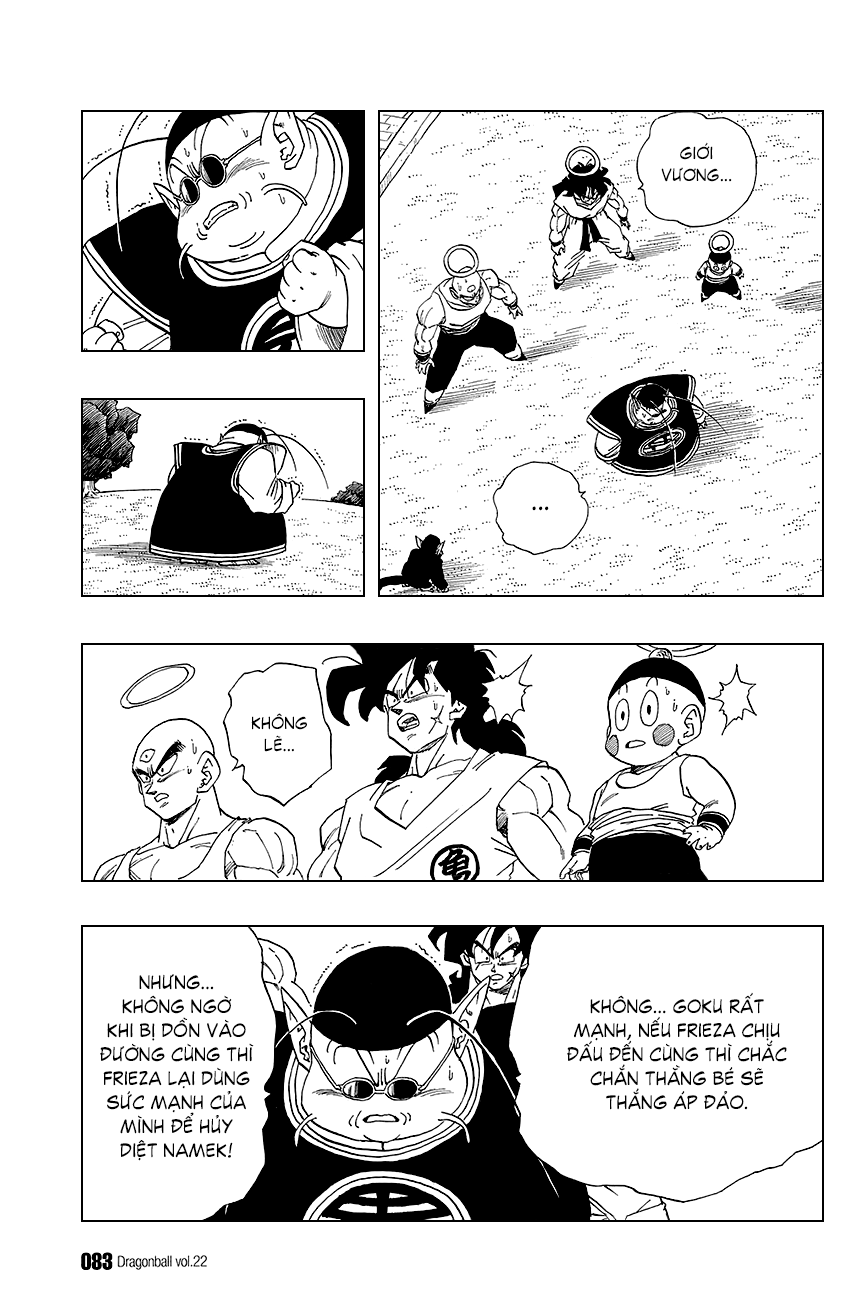 GIỚI
VƯƠNG...
...
KHÔNG
LẼ...
亀
KHÔNG... GOKU RẤT
MẠNH, NẾU FRIEZA CHỊU
ĐẤU ĐẾN CÙNG THÌ CHẮC
CHẮN THẰNG BÉ SẼ
THẮNG ÁP ĐẢO.
NHƯNG...
KHÔNG NGỜ
KHI BỊ DỒN VÀO
ĐƯỜNG CÙNG THÌ
FRIEZA LẠI DÙNG
SỨC MẠNH CỦA
MÌNH ĐỂ HỦY
DIỆT NAMEK!
083 Dragonball vol.22